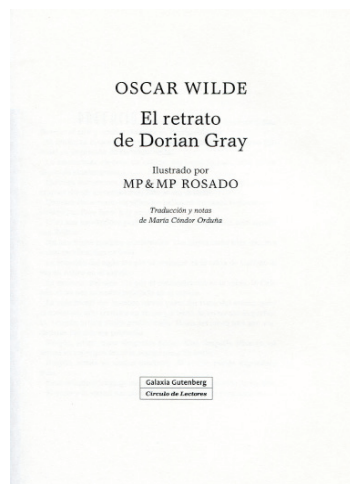 OSCAR WILDE
El retrato
de Dorian Gray
Ilustrado por
MP & MP ROSADO
Traducción y notas
de María Cóndor Orduña
Galaxia Gutenberg
Círculo de Lectores